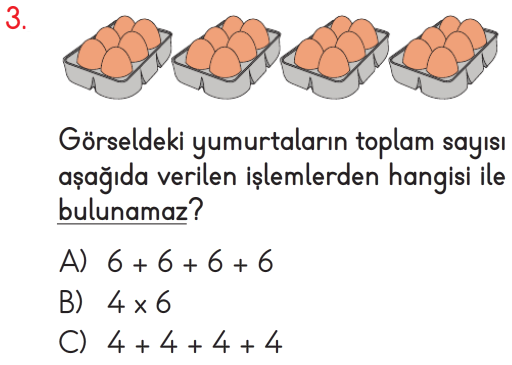 3.
Görseldeki yumurtaların toplam sayısı
aşağıda verilen işlemlerden hangisi ile
bulunamaz?
A) 6 + 6 + 6 + 6
B) 4 x 6
C) 4 + 4 + 4 + 4